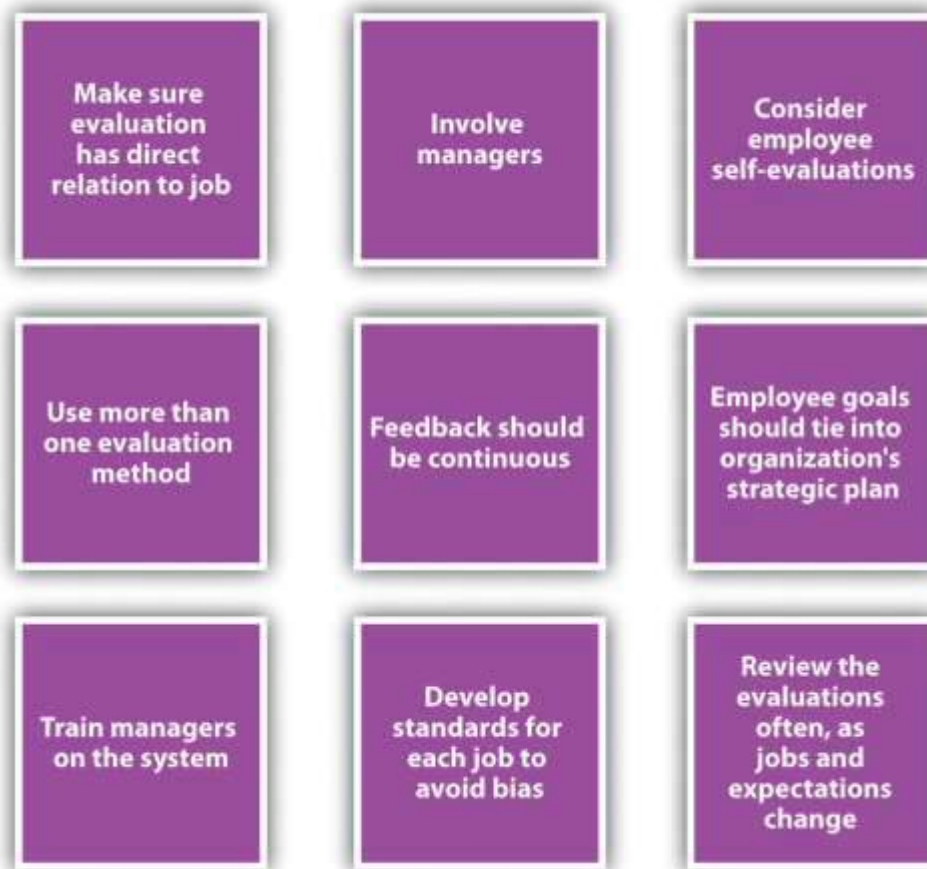 Make sure
evaluation
has direct
relation to job
Involve
managers
Consider
employee
self-evaluations
Use more than
one evaluation
method
Feedback should
be continuous
Employee goals
should tie into
organization's
strategic plan
Train managers
on the system
Develop
standards for
each job to
avoid bias
Review the
evaluations
often, as
jobs and
expectations
change